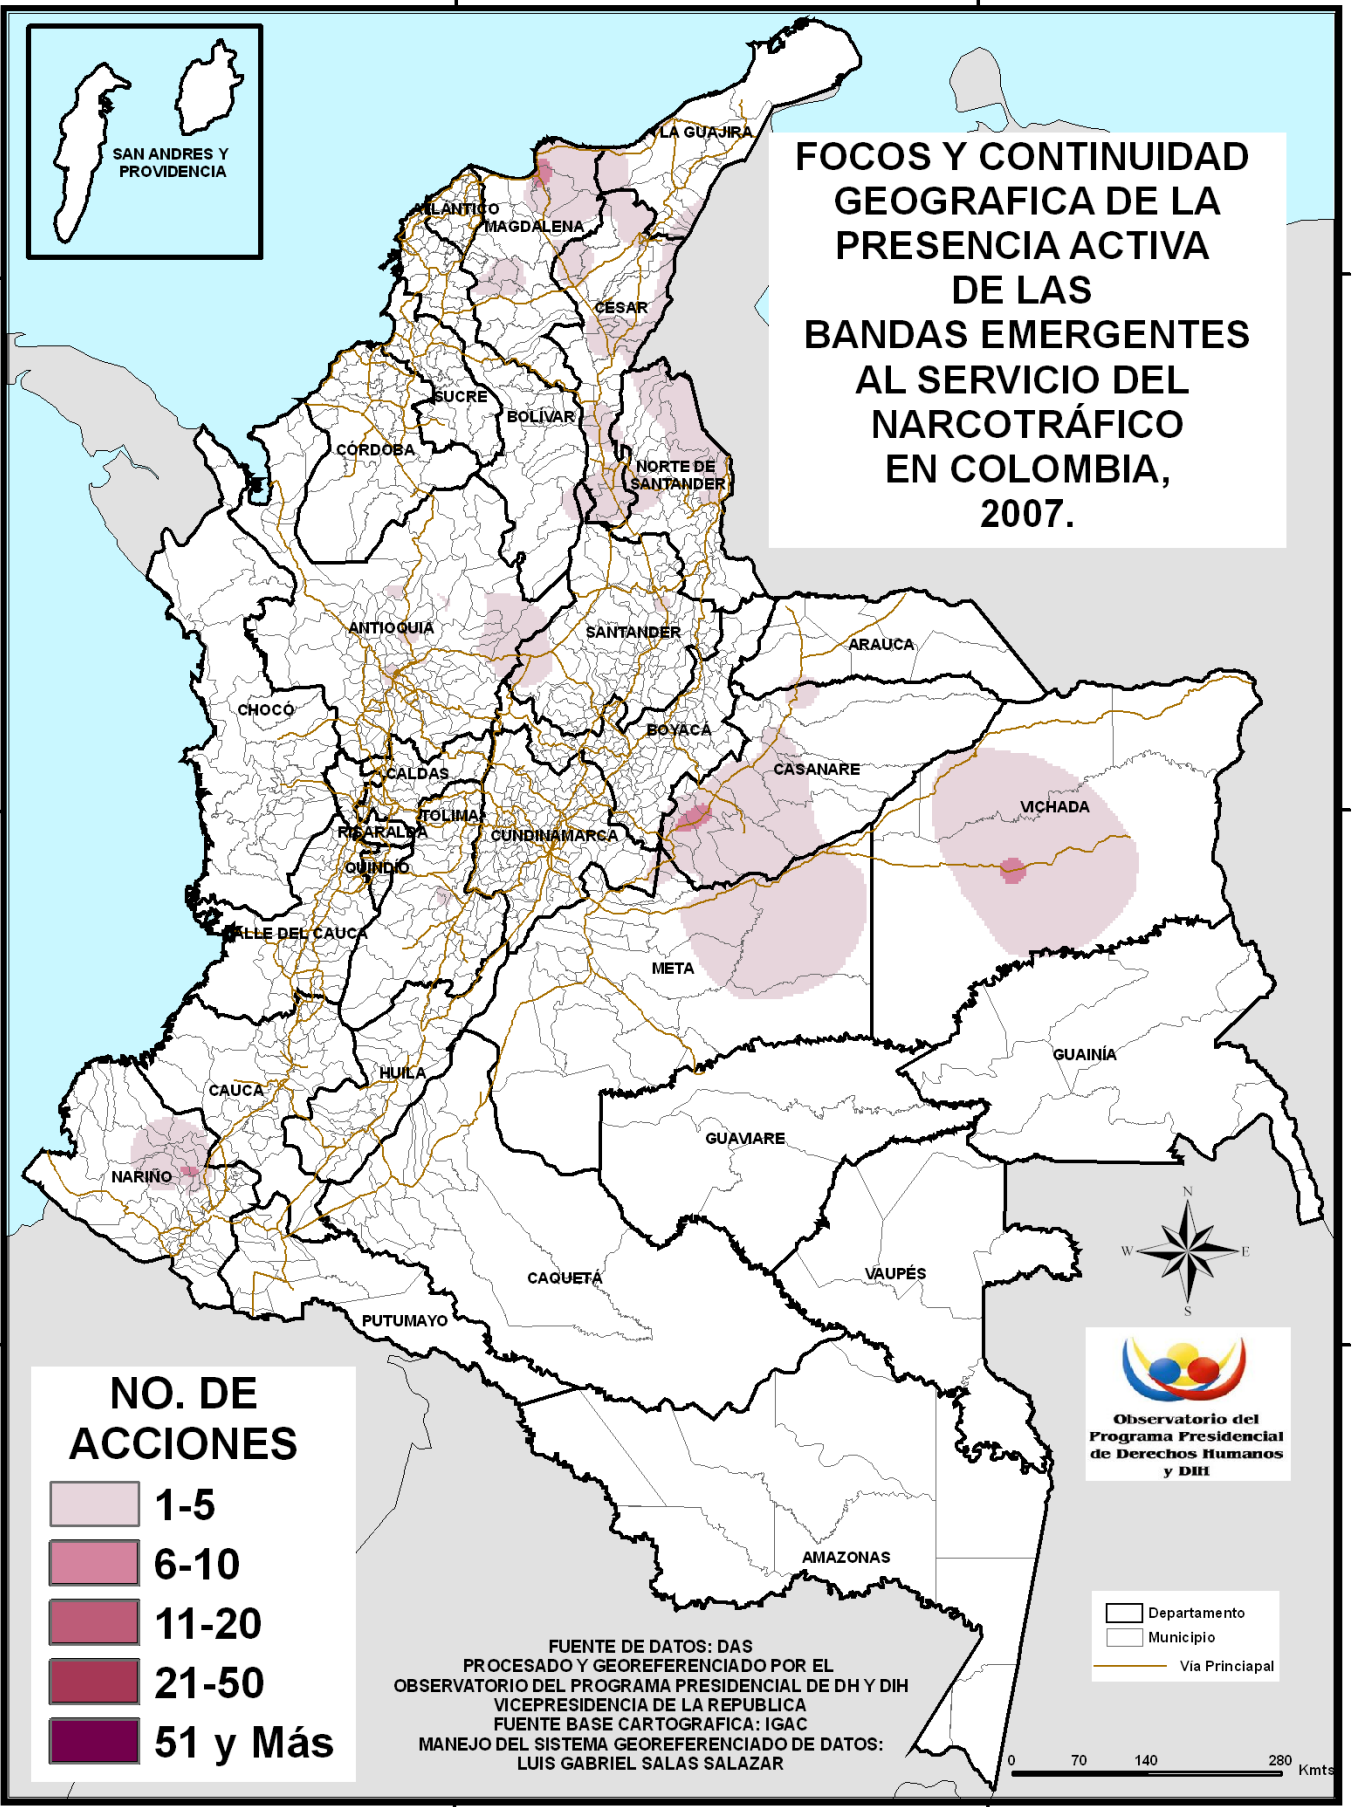 SAN ANDRES Y
PROVIDENCIA
FOCOS Y CONTINUIDAD
GEOGRAFICA DE LA
PRESENCIA ACTIVA
DE LAS
BANDAS EMERGENTES
AL SERVICIO DEL
NARCOTRÁFICO
EN COLOMBIA,
2007.
LA GUAJIRA
ATLANTICO
MAGDALENA
CESAR
SUCRE
BOLÍVAR
CÓRDOBA
NORTE DE
SANTANDER
ANTIOQUIA
SANTANDER
ARAUCA
CHOCÓ
BOYACÁ
CASANARE
CALDAS
VICHADA
TOLIMA
RISARALDA
CUNDINAMARCA
QUINDÍO
ALLE DEL CAUCA
META
GUAINÍA
HUILA
CAUCA
GUAVIARE
NARIÑO
N
W
E
S
VAUPÉS
CAQUETÁ
PUTUMAYO
AMAZONAS
Observatorio del
Programa Presidencial
de Derechos Humanos
y DIH
NO. DE
ACCIONES
1-5
6-10
11-20
21-50
51 y Más
Departamento
Municipio
Vía Princiapal
FUENTE DE DATOS: DAS
PROCESADO Y GEOREFERENCIADO POR EL
OBSERVATORIO DEL PROGRAMA PRESIDENCIAL DE DH Y DIH
VICEPRESIDENCIA DE LA REPUBLICA
FUENTE BASE CARTOGRAFICA: IGAC
MANEJO DEL SISTEMA GEOREFERENCIADO DE DATOS:
LUIS GABRIEL SALAS SALAZAR
0 70 140 280
Kmts